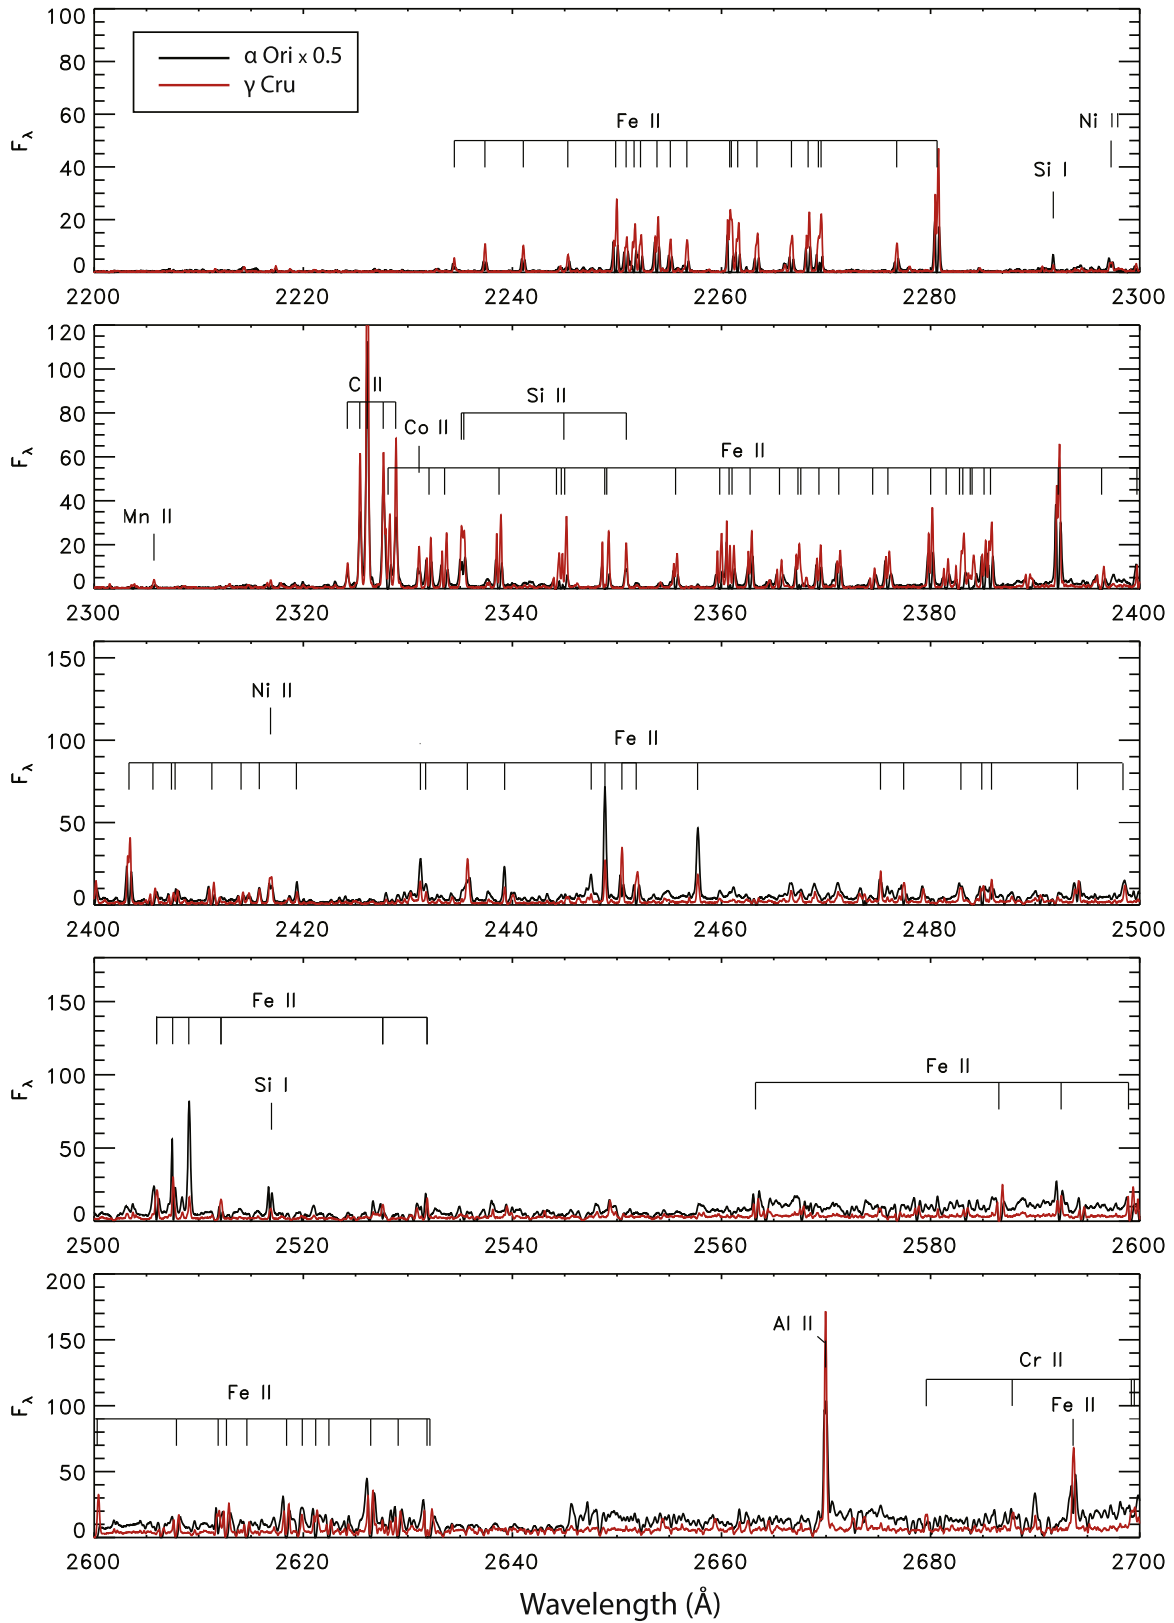 100
α Ori x 0.5
γ Cru
80
60
Fe II
Ni II
Fλ
40
Si I
20
0
2200 2220 2240 2260 2280 2300
120
100
C II
80
Si II
Co II
60
Fe II
Fλ
40
Mn II
20
0
2300 2320 2340 2360 2380 2400
150
Ni II
100
Fe II
Fλ
50
0
2400 2420 2440 2460 2480 2500
150
Fe II
100
Si I
Fe II
Fλ
50
0
2500 2520 2540 2560 2580 2600
200
150
Al II
Cr II
100
Fe II
Fe II
Fλ
50
0
2600 2620 2640 2660 2680 2700
Wavelength (Å)